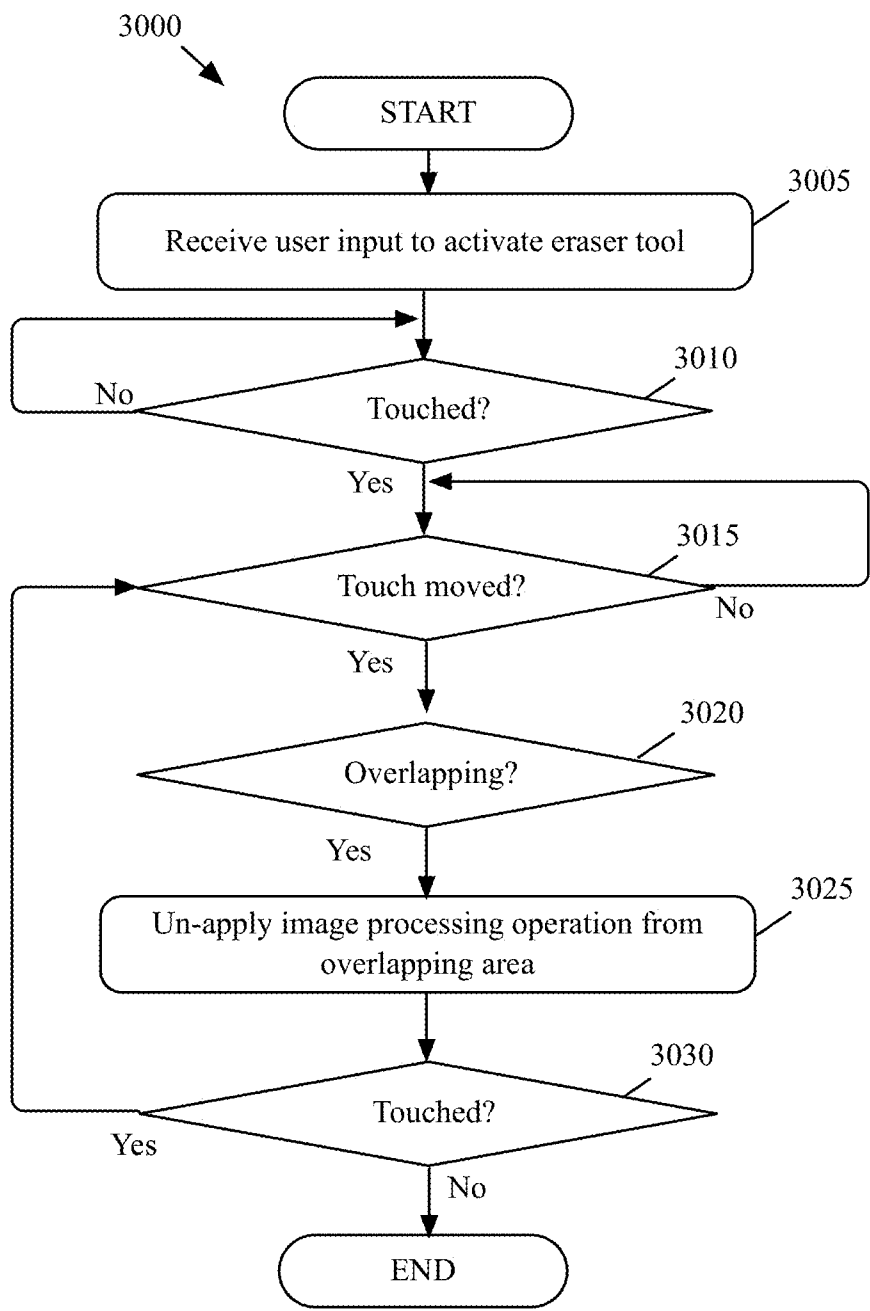 3000
START
3005
Receive user input to activate eraser tool
3010
No
Touched?
Yes
3015
Touch moved?
No
Yes
3020
Overlapping?
Yes
3025
Un-apply image processing operation from
overlapping area
3030
Touched?
Yes
No
END